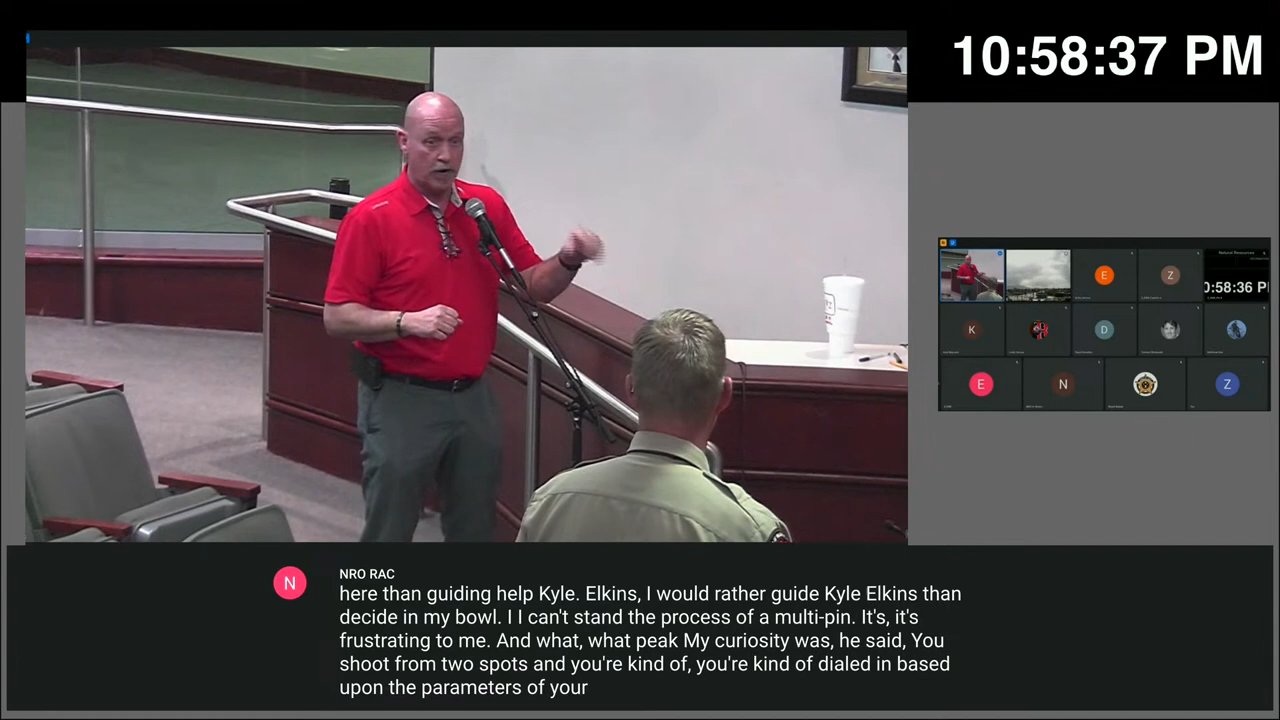 10:58:37 PM
Natural Resources
0:58:36 P
E
Z
K
D
E
N
Z
N
NRO RAC
here than guiding help Kyle. Elkins, I would rather guide Kyle Elkins than
decide in my bowl. I I can't stand the process of a multi-pin. It's, it's
frustrating to me. And what, what peak My curiosity was, he said, You
shoot from two spots and you're kind of, you're kind of dialed in based
upon the parameters of your